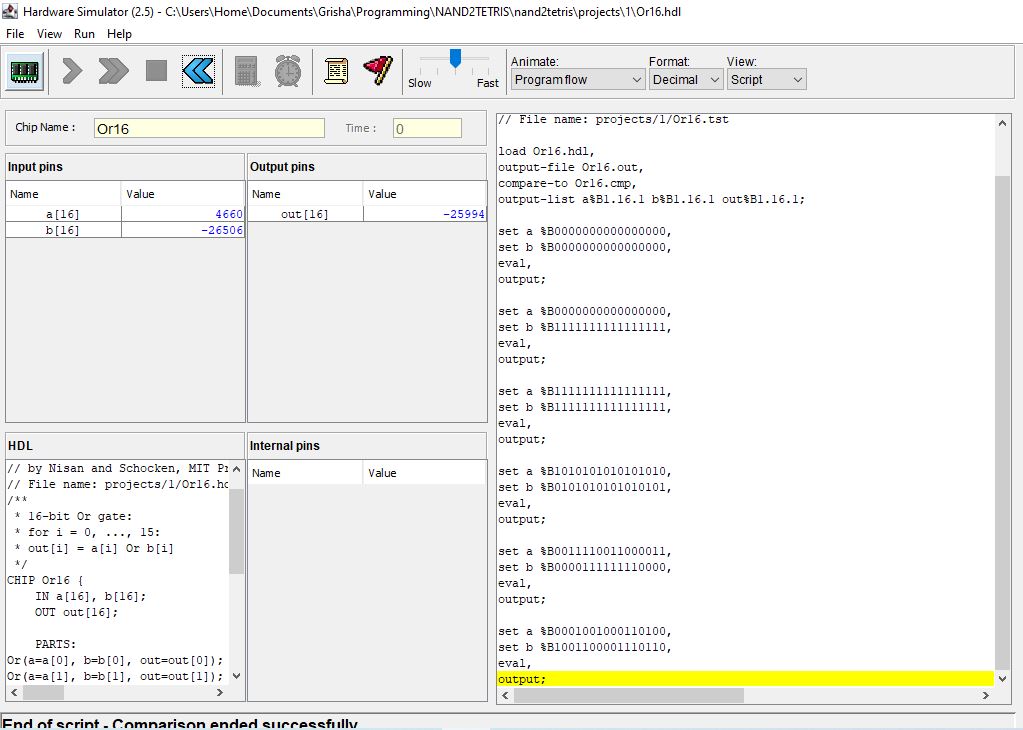 Hardware Simulator (2.5) - C:\Users\Home\Documents\Grisha\Programming\NAND2TETRIS\nand2tetris\projects\1\Or16.hdl
File View Run Help
Animate: Format: View:
Slow Fast Program flow Decimal Script
Chip Name : Or16 Time : 0
Input pins
Name Value
a[16] 4660
b[16] -26506
Output pins
Name Value
out[16] -25994
HDL
// by Nisan and Schocken, MIT Pr
// File name: projects/1/Or16.hd
/**
* 16-bit Or gate:
* for i = 0, ..., 15:
* out[i] = a[i] Or b[i]
*/
CHIP Or16 {
IN a[16], b[16];
OUT out[16];
PARTS:
Or(a=a[0], b=b[0], out=out[0]);
Or(a=a[1], b=b[1], out=out[1]);
Internal pins
Name Value
// File name: projects/1/Or16.tst
load Or16.hdl,
output-file Or16.out,
compare-to Or16.cmp,
output-list a%B1.16.1 b%B1.16.1 out%B1.16.1;
set a %B0000000000000000,
set b %B0000000000000000,
eval,
output;
set a %B0000000000000000,
set b %B1111111111111111,
eval,
output;
set a %B1111111111111111,
set b %B1111111111111111,
eval,
output;
set a %B1010101010101010,
set b %B0101010101010101,
eval,
output;
set a %B0011110011000011,
set b %B0000111111110000,
eval,
output;
set a %B0001001000110100,
set b %B1001100001110110,
eval,
output;
End of script - Comparison ended successfully